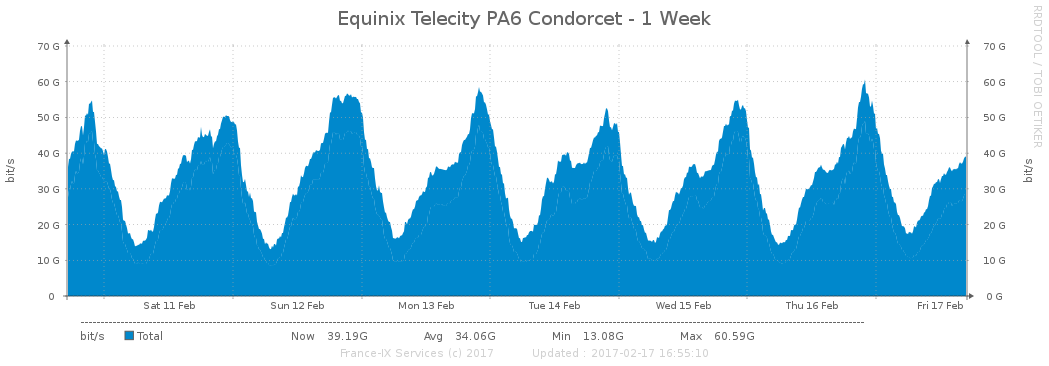 Equinix Telecity PA6 Condorcet - 1 Week
RRDTOOL / TOBI OETIKER
70 G 70 G
60 G 60 G
50 G 50 G
40 G 40 G
30 G 30 G
20 G 20 G
10 G 10 G
0 0 G
bit/s
bit/s
Sat 11 Feb Sun 12 Feb Mon 13 Feb Tue 14 Feb Wed 15 Feb Thu 16 Feb Fri 17 Feb
bit/s Total Now 39.19G Avg 34.06G Min 13.08G Max 60.59G
France-IX Services (c) 2017 Updated : 2017-02-17 16:55:10